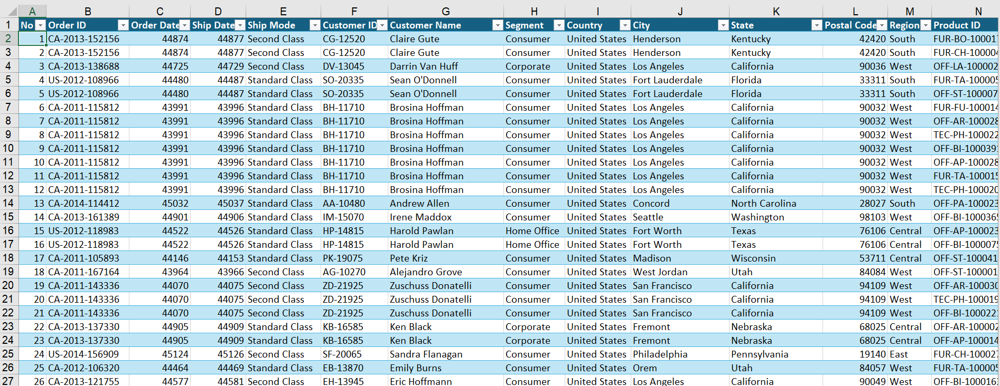 A B C D E F G H I J K L M N
1 No Order ID Order Date Ship Date Ship Mode Customer ID Customer Name Segment Country City State Postal Code Region Product ID
2 1 CA-2013-152156 44874 44877 Second Class CG-12520 Claire Gute Consumer United States Henderson Kentucky 42420 South FUR-BO-10001
3 2 CA-2013-152156 44874 44877 Second Class CG-12520 Claire Gute Consumer United States Henderson Kentucky 42420 South FUR-CH-10000
4 3 CA-2013-138688 44725 44729 Second Class DV-13045 Darrin Van Huff Corporate United States Los Angeles California 90036 West OFF-LA-100002
5 4 US-2012-108966 44480 44487 Standard Class SO-20335 Sean O'Donnell Consumer United States Fort Lauderdale Florida 33311 South FUR-TA-100005
6 5 US-2012-108966 44480 44487 Standard Class SO-20335 Sean O'Donnell Consumer United States Fort Lauderdale Florida 33311 South OFF-ST-100007
7 6 CA-2011-115812 43991 43996 Standard Class BH-11710 Brosina Hoffman Consumer United States Los Angeles California 90032 West FUR-FU-100014
8 7 CA-2011-115812 43991 43996 Standard Class BH-11710 Brosina Hoffman Consumer United States Los Angeles California 90032 West OFF-AR-100028
9 8 CA-2011-115812 43991 43996 Standard Class BH-11710 Brosina Hoffman Consumer United States Los Angeles California 90032 West TEC-PH-100022
10 9 CA-2011-115812 43991 43996 Standard Class BH-11710 Brosina Hoffman Consumer United States Los Angeles California 90032 West OFF-BI-1000391
11 10 CA-2011-115812 43991 43996 Standard Class BH-11710 Brosina Hoffman Consumer United States Los Angeles California 90032 West OFF-AP-100028
12 11 CA-2011-115812 43991 43996 Standard Class BH-11710 Brosina Hoffman Consumer United States Los Angeles California 90032 West FUR-TA-100015
13 12 CA-2011-115812 43991 43996 Standard Class BH-11710 Brosina Hoffman Consumer United States Los Angeles California 90032 West TEC-PH-100020
14 13 CA-2014-114412 45032 45037 Standard Class AA-10480 Andrew Allen Consumer United States Concord North Carolina 28027 South OFF-PA-100023
15 14 CA-2013-161389 44901 44906 Standard Class IM-15070 Irene Maddox Consumer United States Seattle Washington 98103 West OFF-BI-1000365
16 15 US-2012-118983 44522 44526 Standard Class HP-14815 Harold Pawlan Home Office United States Fort Worth Texas 76106 Central OFF-AP-100023
17 16 US-2012-118983 44522 44526 Standard Class HP-14815 Harold Pawlan Home Office United States Fort Worth Texas 76106 Central OFF-BI-1000075
18 17 CA-2011-105893 44146 44153 Standard Class PK-19075 Pete Kriz Consumer United States Madison Wisconsin 53711 Central OFF-ST-100041
19 18 CA-2011-167164 43964 43966 Second Class AG-10270 Alejandro Grove Consumer United States West Jordan Utah 84084 West OFF-ST-100001
20 19 CA-2011-143336 44070 44075 Second Class ZD-21925 Zuschuss Donatelli Consumer United States San Francisco California 94109 West OFF-AR-100030
21 20 CA-2011-143336 44070 44075 Second Class ZD-21925 Zuschuss Donatelli Consumer United States San Francisco California 94109 West TEC-PH-100019
22 21 CA-2011-143336 44070 44075 Second Class ZD-21925 Zuschuss Donatelli Consumer United States San Francisco California 94109 West OFF-BI-100022
23 22 CA-2013-137330 44905 44909 Standard Class KB-16585 Ken Black Corporate United States Fremont Nebraska 68025 Central OFF-AR-100002
24 23 CA-2013-137330 44905 44909 Standard Class KB-16585 Ken Black Corporate United States Fremont Nebraska 68025 Central OFF-AP-100014
25 24 US-2014-156909 45124 45126 Second Class SF-20065 Sandra Flanagan Consumer United States Philadelphia Pennsylvania 19140 East FUR-CH-10002
26 25 CA-2012-106320 44464 44469 Standard Class EB-13870 Emily Burns Consumer United States Orem Utah 84057 West FUR-TA-100005
27 26 CA-2013-121755 44577 44581 Second Class EH-13945 Eric Hoffmann Consumer United States Los Angeles California 90049 West OFF-BI-100016